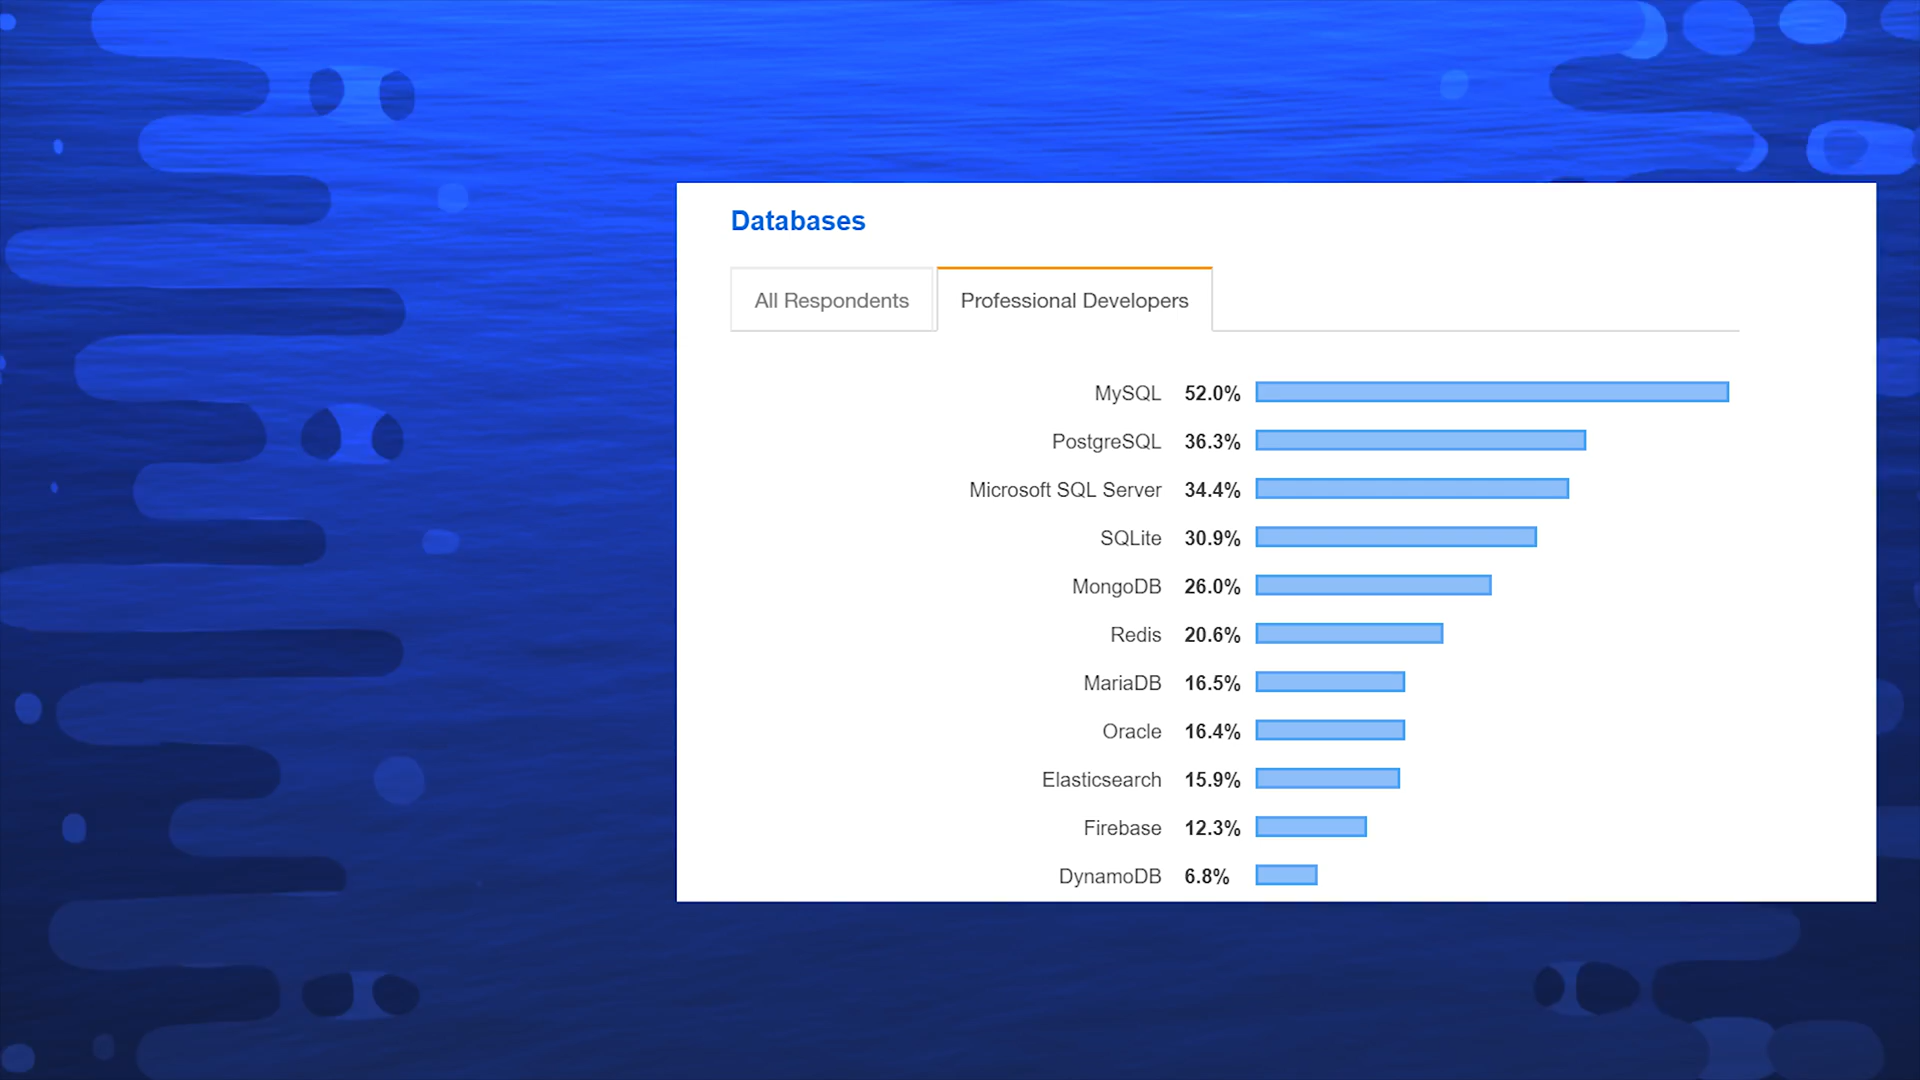 Databases
All Respondents Professional Developers
MySQL 52.0%
PostgreSQL 36.3%
Microsoft SQL Server 34.4%
SQLite 30.9%
MongoDB 26.0%
Redis 20.6%
MariaDB 16.5%
Oracle 16.4%
Elasticsearch 15.9%
Firebase 12.3%
DynamoDB 6.8%